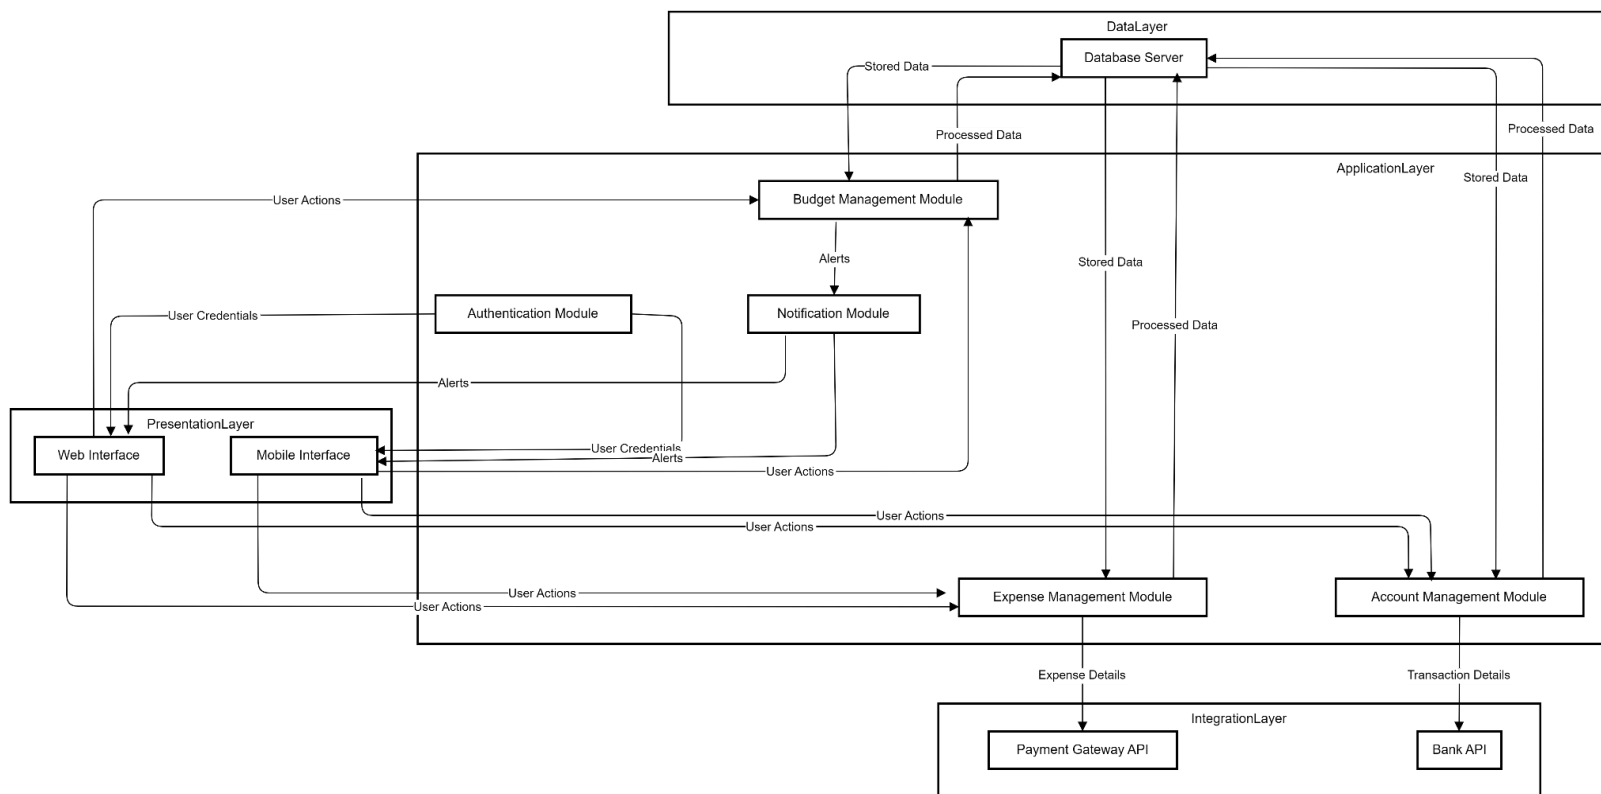 DataLayer
Database Server
Stored Data
Processed Data
Processed Data
ApplicationLayer
Stored Data
Budget Management Module
User Actions
Alerts
Stored Data
Authentication Module
Notification Module
User Credentials
Processed Data
Alerts
PresentationLayer
Web Interface
Mobile Interface
User Credentials
Alerts
User Actions
User Actions
User Actions
User Actions
User Actions
Expense Management Module
Account Management Module
Expense Details
Transaction Details
IntegrationLayer
Payment Gateway API
Bank API